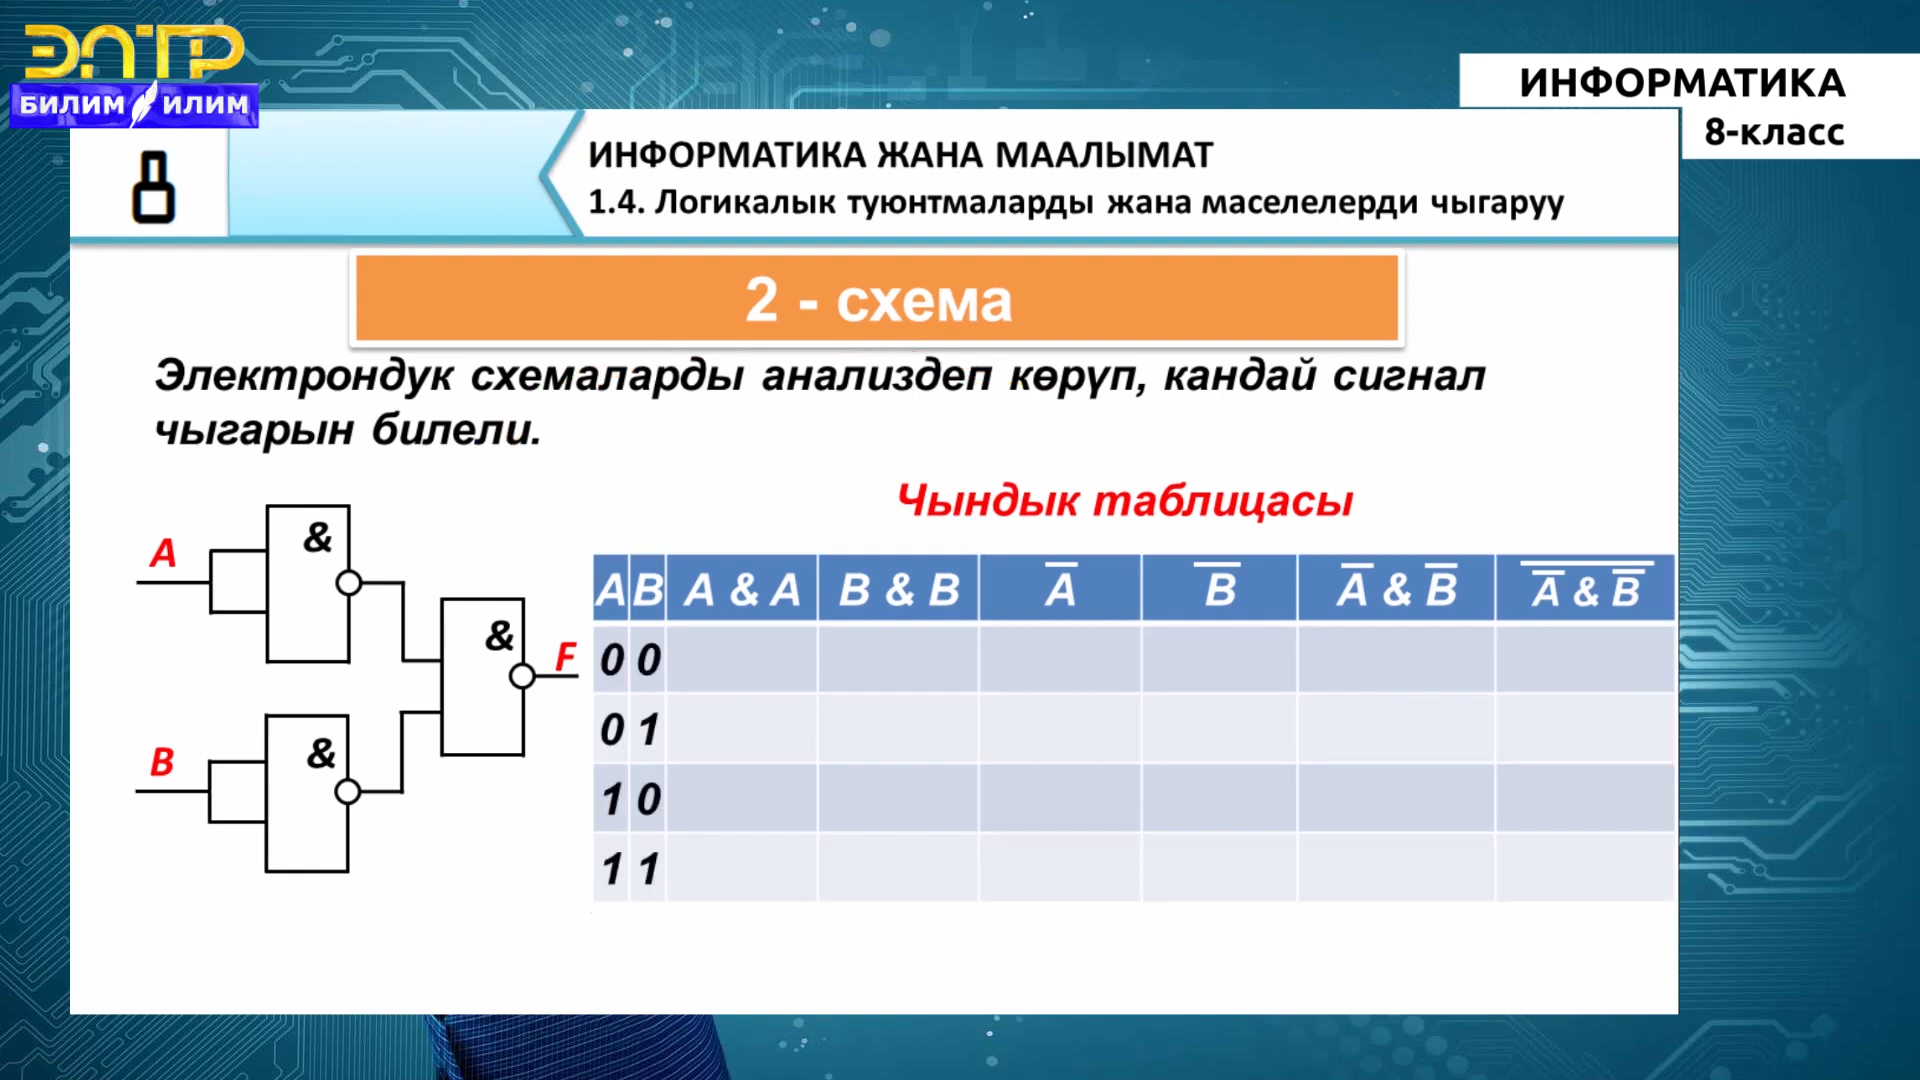 ЭЛТР
БИЛИМ ИЛИМ
ИНФОРМАТИКА
8-класс
ИНФОРМАТИКА ЖАНА МААЛЫМАТ
1.4. Логикалык туюнтмаларды жана маселелерди чыгаруу
2 - схема
Электрондук схемаларды анализдеп көрүп, кандай сигнал
чыгарын билели.
Чындык таблицасы
A
&
&
F
B
&
A B A & A B & B A̅ B̅ A̅ & B̅ A̅ & B̅
0 0
0 1
1 0
1 1